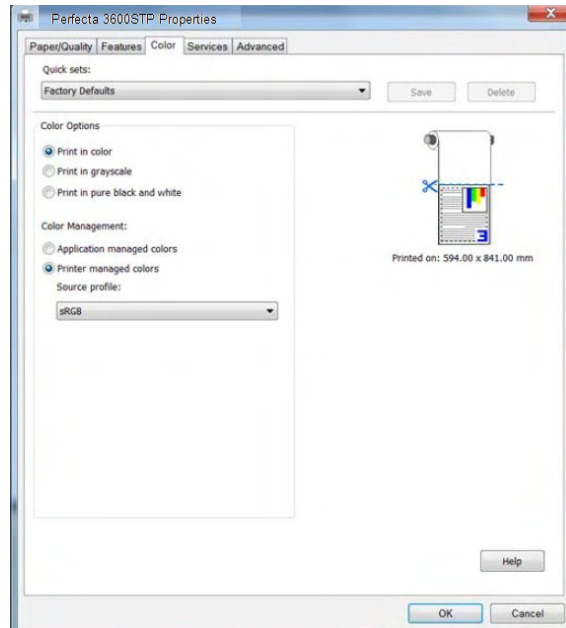 Perfecta 3600STP Properties
Paper/Quality Features Color Services Advanced
Quick sets:
Factory Defaults
Save Delete
Color Options
Print in color
Print in grayscale
Print in pure black and white
Color Management:
Application managed colors
Printer managed colors
Source profile:
sRGB
Printed on: 594.00 x 841.00 mm
Help
OK Cancel